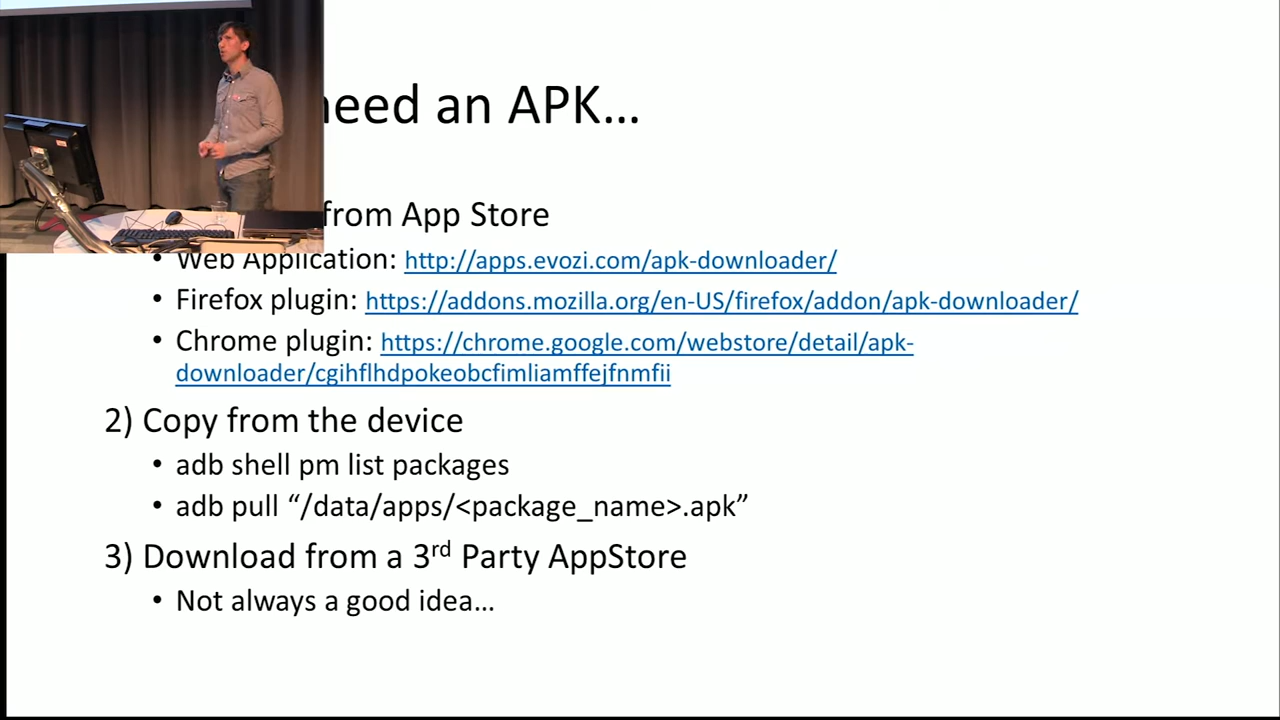 need an APK…
from App Store
• Web Application: http://apps.evozi.com/apk-downloader/
• Firefox plugin: https://addons.mozilla.org/en-US/firefox/addon/apk-downloader/
• Chrome plugin: https://chrome.google.com/webstore/detail/apk-
downloader/cgihflhdpokeobcfimliamffejfnmfii
2) Copy from the device
• adb shell pm list packages
• adb pull “/data/apps/<package_name>.apk”
3) Download from a 3rd Party AppStore
• Not always a good idea…